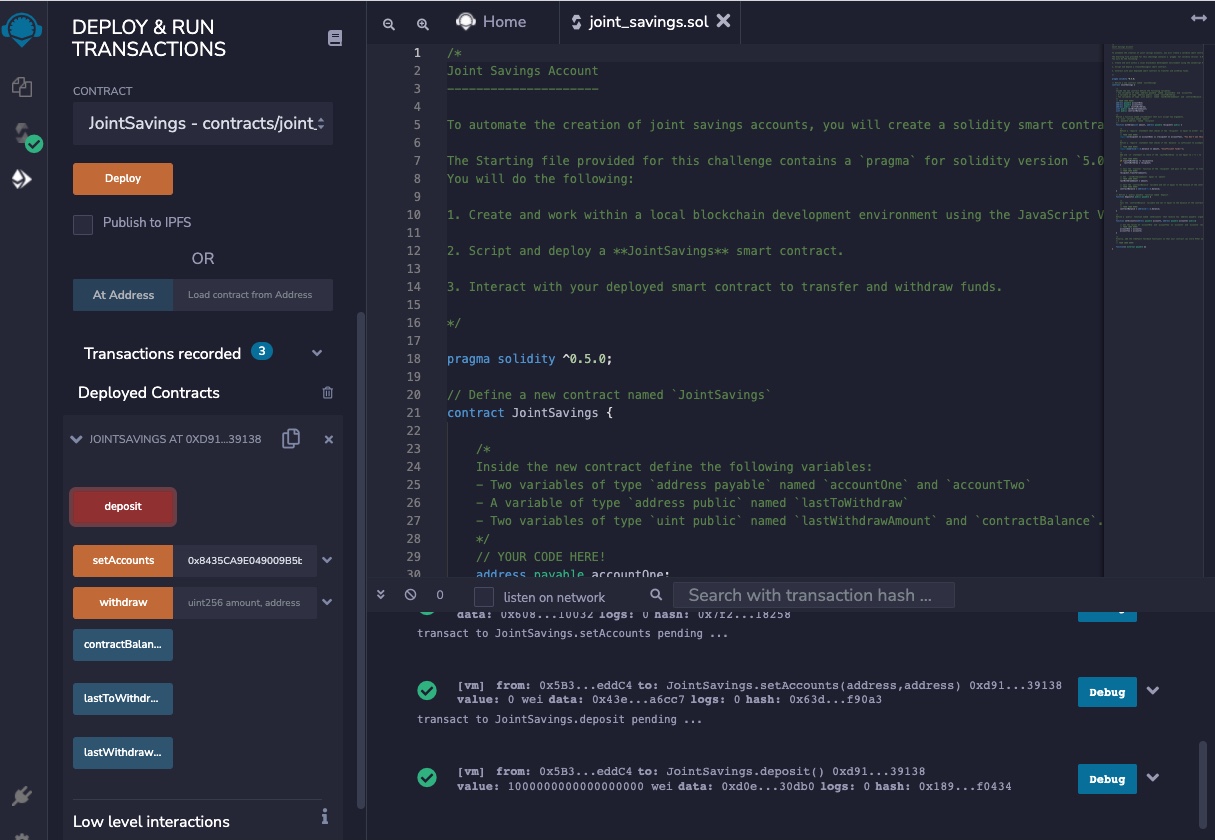 DEPLOY & RUN
TRANSACTIONS
CONTRACT
JointSavings - contracts/joint_
Deploy
Publish to IPFS
OR
At Address
Load contract from Address
Transactions recorded 3
Deployed Contracts
JOINTSAVINGS AT 0XD91...39138
deposit
setAccounts
0x8435CA9E049009B5b
withdraw
uint256 amount, address
contractBalan...
lastToWithdr...
lastWithdraw...
Low level interactions
i
Home
joint_savings.sol
1 /*
2 Joint Savings Account
3 ---------------------
4
5 To automate the creation of joint savings accounts, you will create a solidity smart contra
6
7 The Starting file provided for this challenge contains a `pragma` for solidity version `5.0
8 You will do the following:
9
10 1. Create and work within a local blockchain development environment using the JavaScript V
11
12 2. Script and deploy a **JointSavings** smart contract.
13
14 3. Interact with your deployed smart contract to transfer and withdraw funds.
15
16 */
17
18 pragma solidity ^0.5.0;
19
20 // Define a new contract named `JointSavings`
21 contract JointSavings {
22
23 /*
24 Inside the new contract define the following variables:
25 - Two variables of type `address payable` named `accountOne` and `accountTwo`
26 - A variable of type `address public` named `lastToWithdraw`
27 - Two variables of type `uint public` named `lastWithdrawAmount` and `contractBalance`.
28 */
29 // YOUR CODE HERE!
30 address payable accountOne;
0
listen on network
Search with transaction hash ...
data: 0x608...10032 logs: 0 hash: 0x7f2...18258
Debug
transact to JointSavings.setAccounts pending ...
[vm] from: 0x5B3...eddC4 to: JointSavings.setAccounts(address,address) 0xd91...39138
value: 0 wei data: 0x43e...a6cc7 logs: 0 hash: 0x63d...f90a3
Debug
transact to JointSavings.deposit pending ...
[vm] from: 0x5B3...eddC4 to: JointSavings.deposit() 0xd91...39138
value: 1000000000000000000 wei data: 0xd0e...30db0 logs: 0 hash: 0x189...f0434
Debug